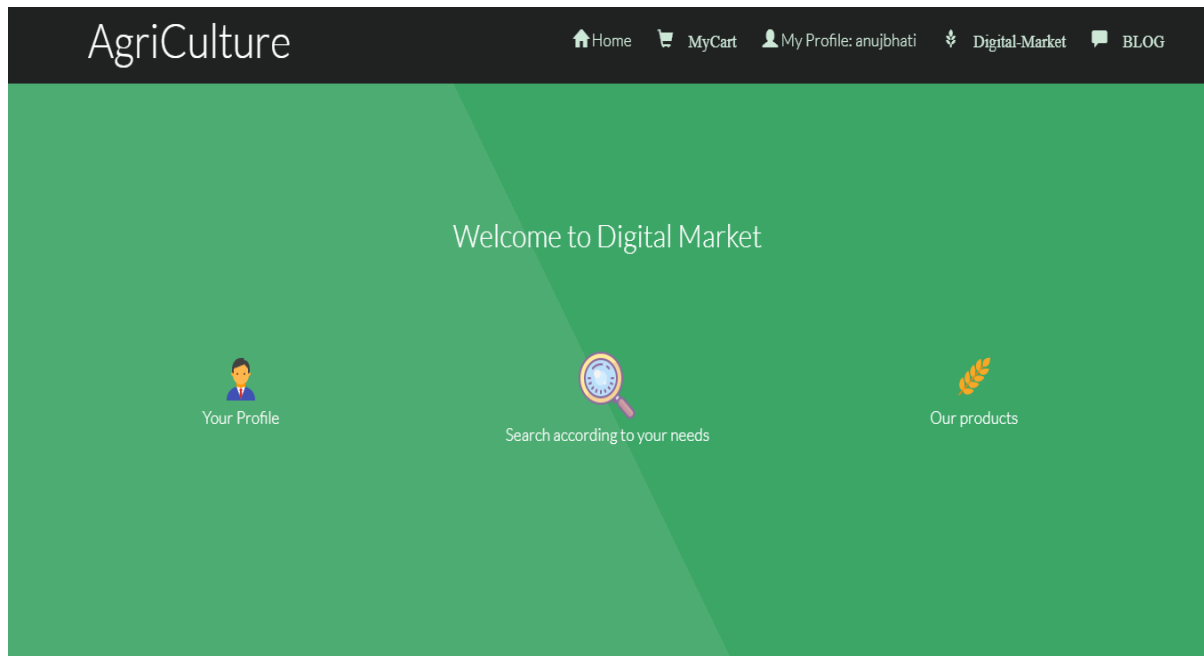 AgriCulture
Home MyCart My Profile: anujbhati Digital-Market BLOG
Welcome to Digital Market
Your Profile
Search according to your needs
Our products